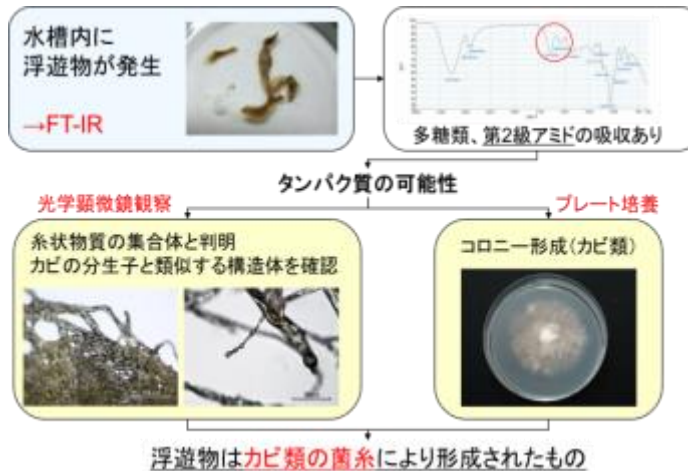 水槽内に
浮遊物が発生
→FT-IR
多糖類、第2級アミドの吸収あり
タンパク質の可能性
光学顕微鏡観察
プレート培養
糸状物質の集合体と判明
カビの分生子と類似する構造体を確認
コロニー形成(カビ類)
浮遊物はカビ類の菌糸により形成されたもの